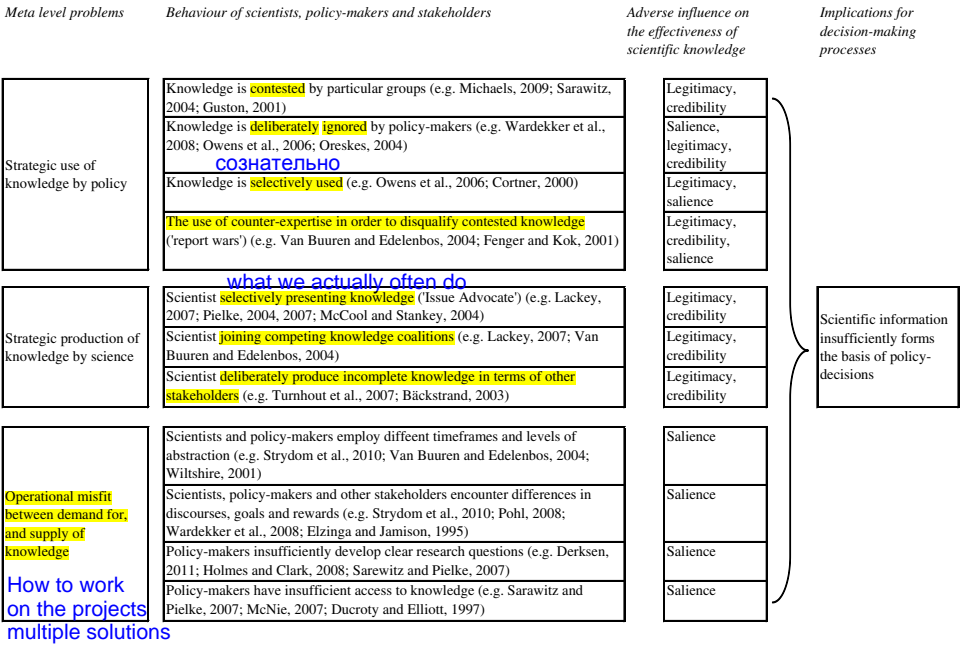 Meta level problems
Behaviour of scientists, policy-makers and stakeholders
Adverse influence on
the effectiveness of
scientific knowledge
Implications for
decision-making
processes
Strategic use of
knowledge by policy
Knowledge is contested by particular groups (e.g. Michaels, 2009; Sarawitz,
2004; Guston, 2001)
Legitimacy,
credibility
Knowledge is deliberately ignored by policy-makers (e.g. Wardekker et al.,
2008; Owens et al., 2006; Oreskes, 2004)
сознательно
Salience,
legitimacy,
credibility
Knowledge is selectively used (e.g. Owens et al., 2006; Cortner, 2000)
Legitimacy,
salience
The use of counter-expertise in order to disqualify contested knowledge
('report wars') (e.g. Van Buuren and Edelenbos, 2004; Fenger and Kok, 2001)
Legitimacy,
credibility,
salience
what we actually often do
Strategic production of
knowledge by science
Scientist selectively presenting knowledge ('Issue Advocate') (e.g. Lackey,
2007; Pielke, 2004, 2007; McCool and Stankey, 2004)
Legitimacy,
credibility
Scientist joining competing knowledge coalitions (e.g. Lackey, 2007; Van
Buuren and Edelenbos, 2004)
Legitimacy,
credibility
Scientist deliberately produce incomplete knowledge in terms of other
stakeholders (e.g. Turnhout et al., 2007; Bäckstrand, 2003)
Legitimacy,
credibility
Scientific information
insufficiently forms
the basis of policy-
decisions
Operational misfit
between demand for,
and supply of
knowledge
How to work
on the projects
multiple solutions
Scientists and policy-makers employ diffeent timeframes and levels of
abstraction (e.g. Strydom et al., 2010; Van Buuren and Edelenbos, 2004;
Wiltshire, 2001)
Salience
Scientists, policy-makers and other stakeholders encounter differences in
discourses, goals and rewards (e.g. Strydom et al., 2010; Pohl, 2008;
Wardekker et al., 2008; Elzinga and Jamison, 1995)
Salience
Policy-makers insufficiently develop clear research questions (e.g. Derksen,
2011; Holmes and Clark, 2008; Sarewitz and Pielke, 2007)
Salience
Policy-makers have insufficient access to knowledge (e.g. Sarawitz and
Pielke, 2007; McNie, 2007; Ducroty and Elliott, 1997)
Salience